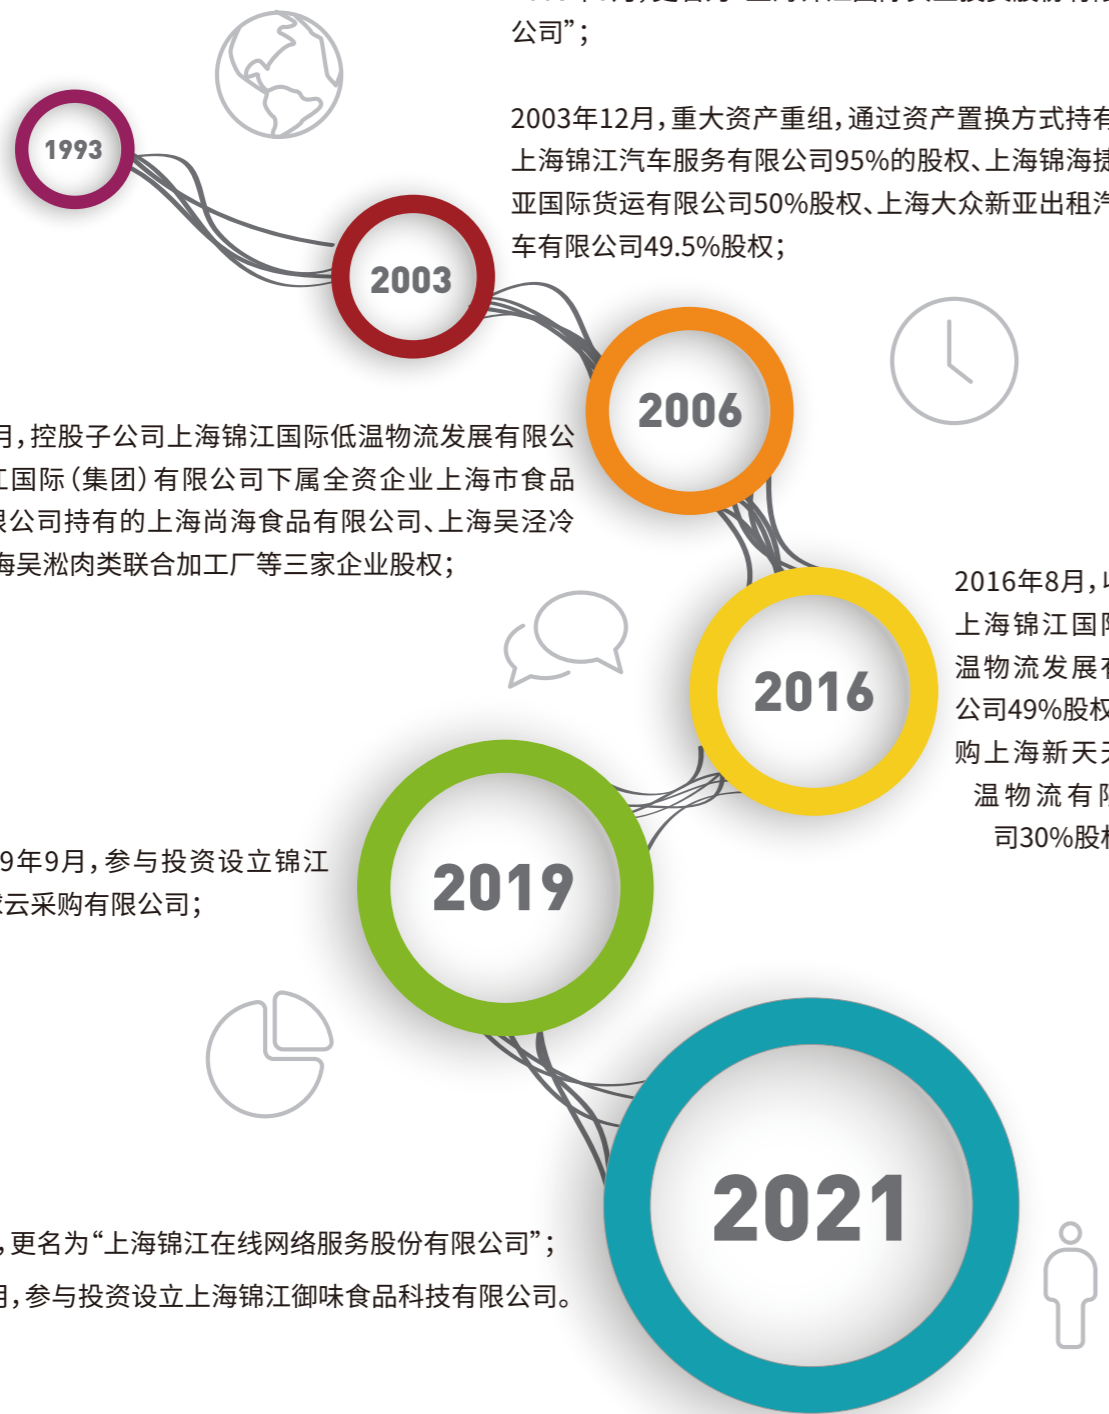 公司”；
1993
2003年12月，重大资产重组，通过资产置换方式持有
上海锦江汽车服务有限公司95%的股权、上海锦海捷
亚国际货运有限公司50%股权、上海大众新亚出租汽
车有限公司49.5%股权；
2003
2006
月，控股子公司上海锦江国际低温物流发展有限公
江国际（集团）有限公司下属全资企业上海市食品
限公司持有的上海尚海食品有限公司、上海吴泾冷
海吴淞肉类联合加工厂等三家企业股权；
2016
2016年8月，
上海锦江国际
温物流发展有
公司49%股权
购上海新天天
温物流有限
司30%股权
2019
9年9月，参与投资设立锦江
球云采购有限公司；
2021
，更名为“上海锦江在线网络服务股份有限公司”；
月，参与投资设立上海锦江御味食品科技有限公司。